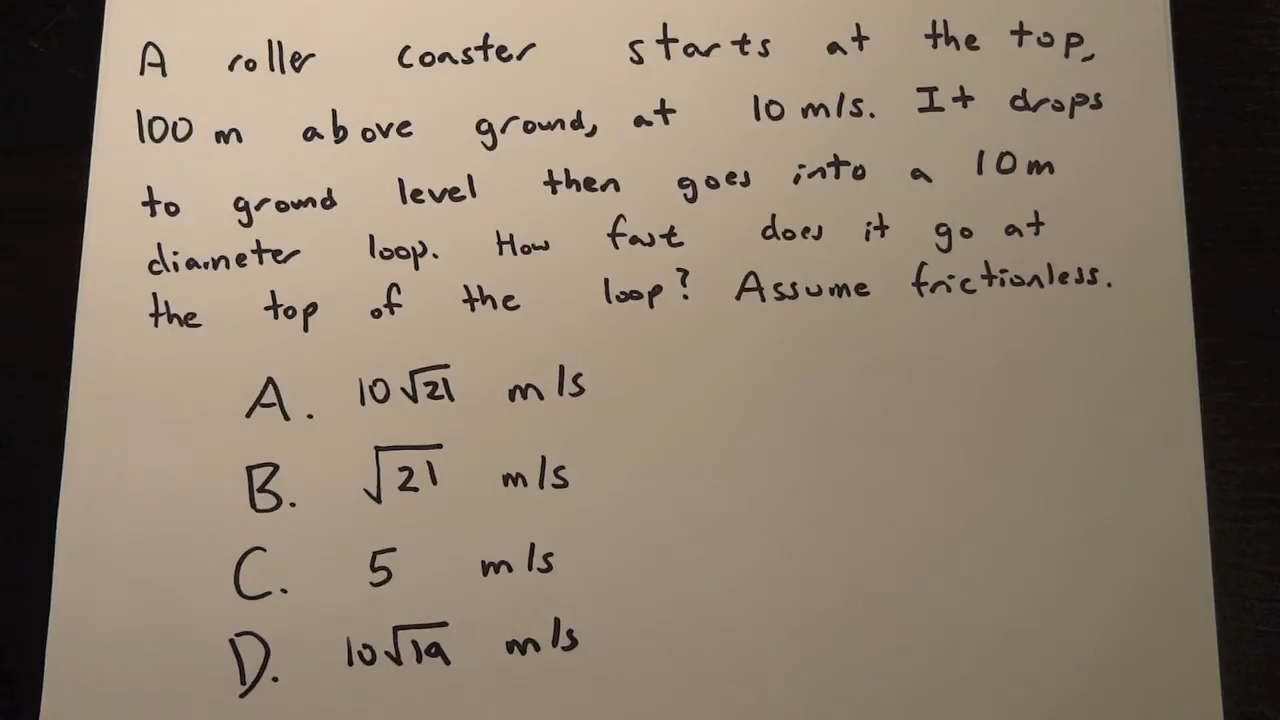 A roller coaster starts at the top,
100 m above ground, at 10 m/s. It drops
to ground level then goes into a 10m
diameter loop. How fast does it go at
the top of the loop? Assume frictionless.
A. 10√21 m/s
B. √21 m/s
C. 5 m/s
D. 10√19 m/s